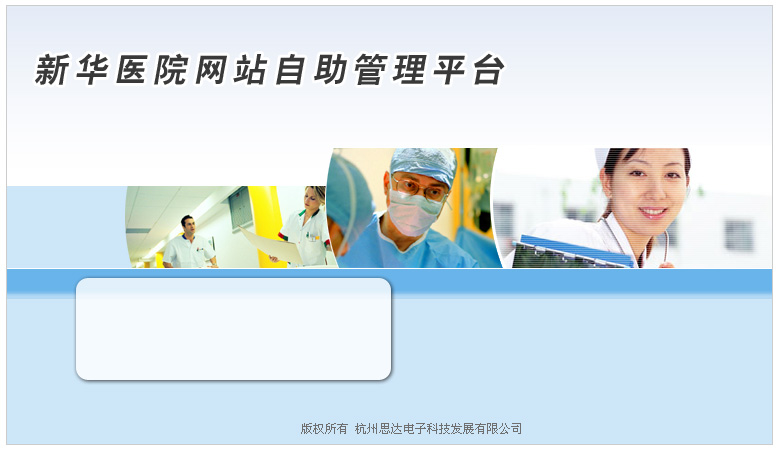 新华医院网站自助管理平台
版权所有 杭州思达电子科技发展有限公司